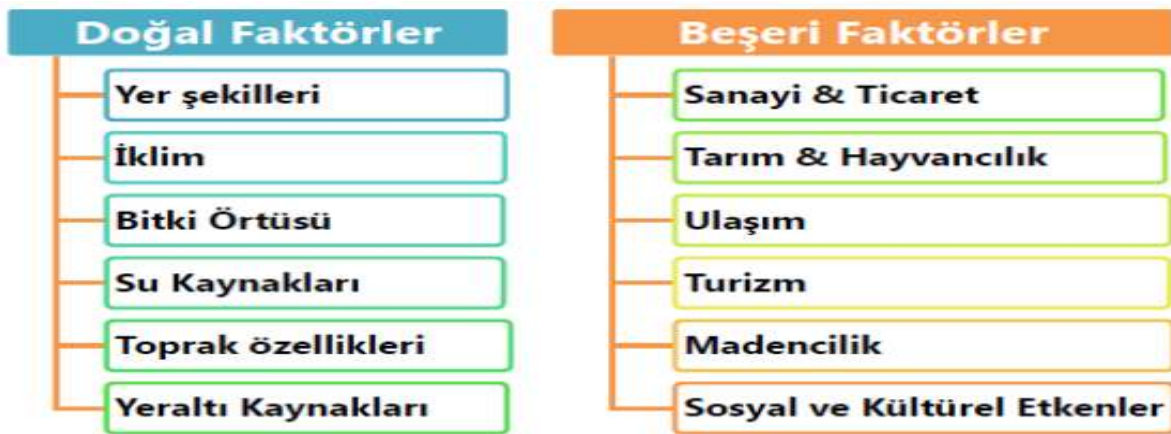 Doğal Faktörler
Yer şekilleri
İklim
Bitki Örtüsü
Su Kaynakları
Toprak özellikleri
Yeraltı Kaynakları
Beşeri Faktörler
Sanayi & Ticaret
Tarım & Hayvancılık
Ulaşım
Turizm
Madencilik
Sosyal ve Kültürel Etkenler